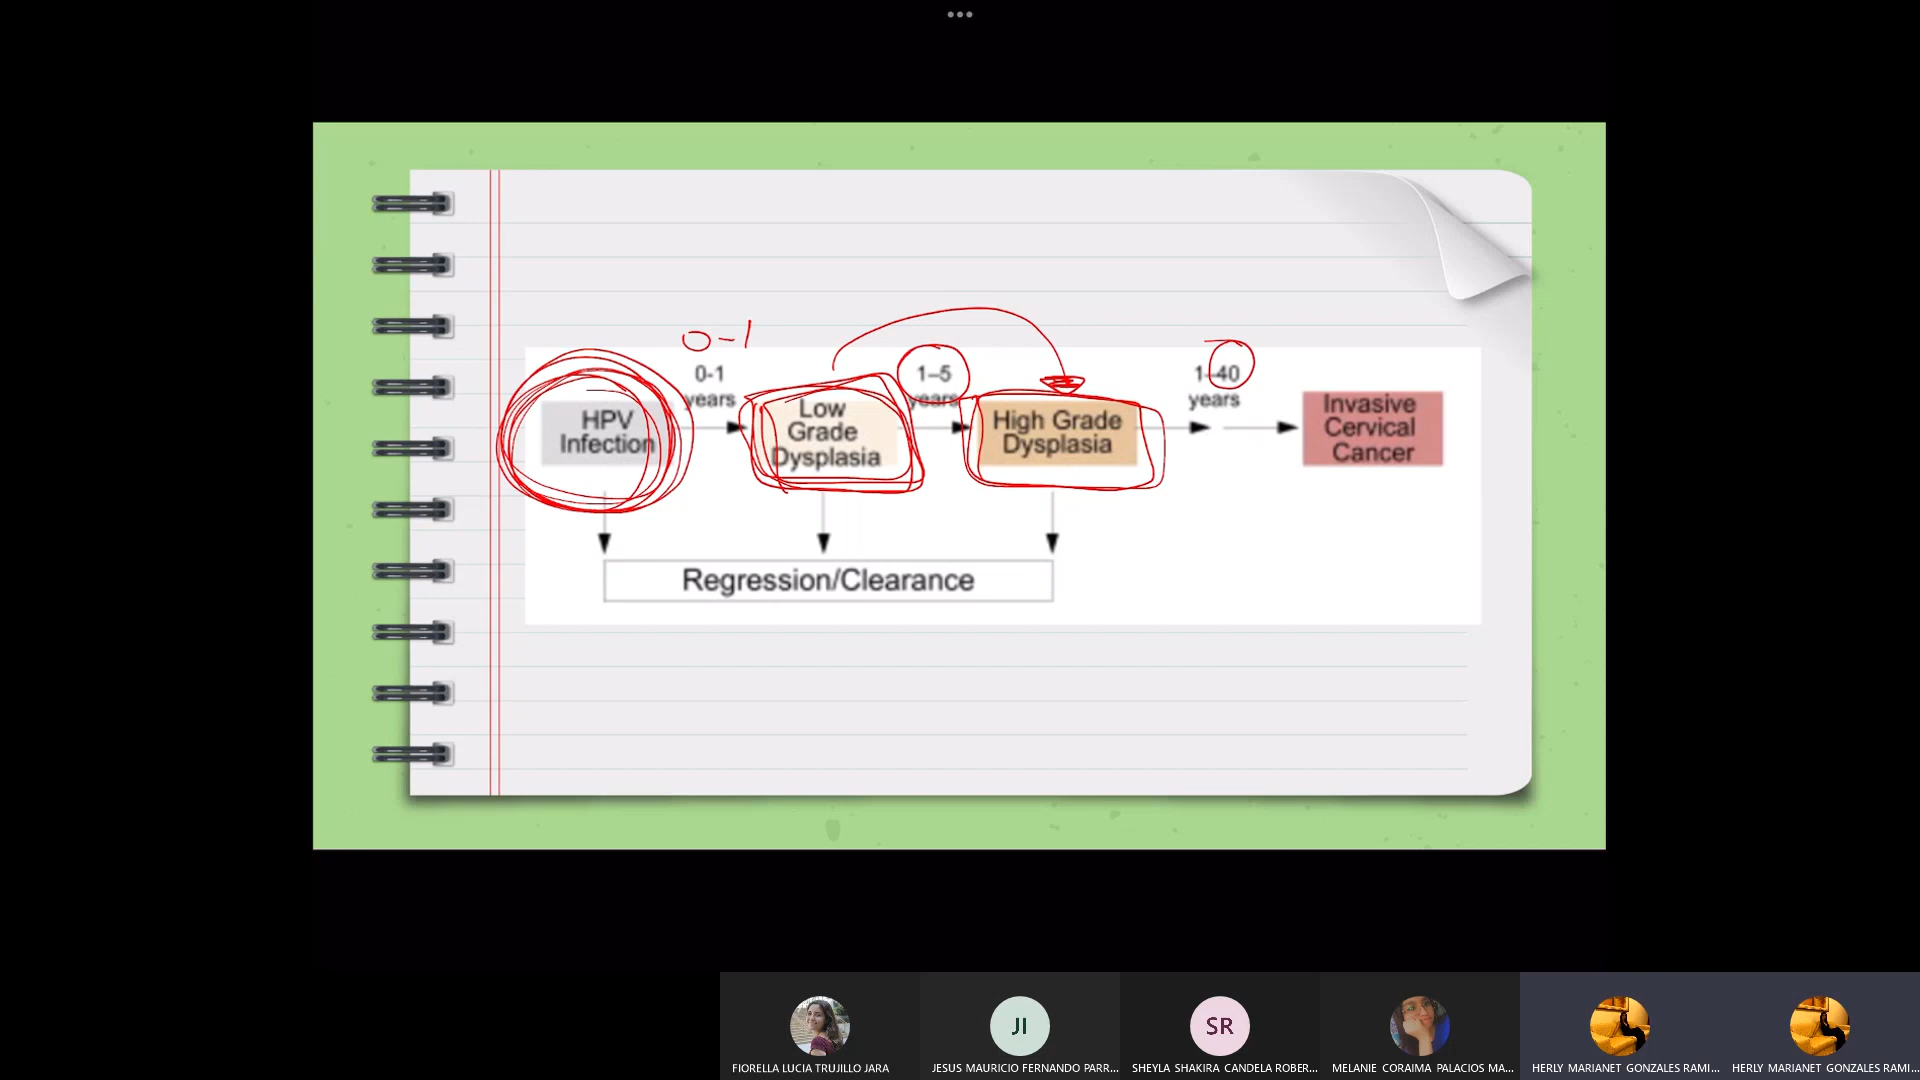 0-1
0-1
years
1–5
years
1–40
years
HPV
Infection
Low
Grade
Dysplasia
High Grade
Dysplasia
Invasive
Cervical
Cancer
Regression/Clearance
JI
SR
FIORELLA LUCIA TRUJILLO JARA
JESUS MAURICIO FERNANDO PARR...
SHEYLA SHAKIRA CANDELA ROBER...
MELANIE CORAIMA PALACIOS MA...
HERLY MARIANET GONZALES RAMI...
HERLY MARIANET GONZALES RAMI...